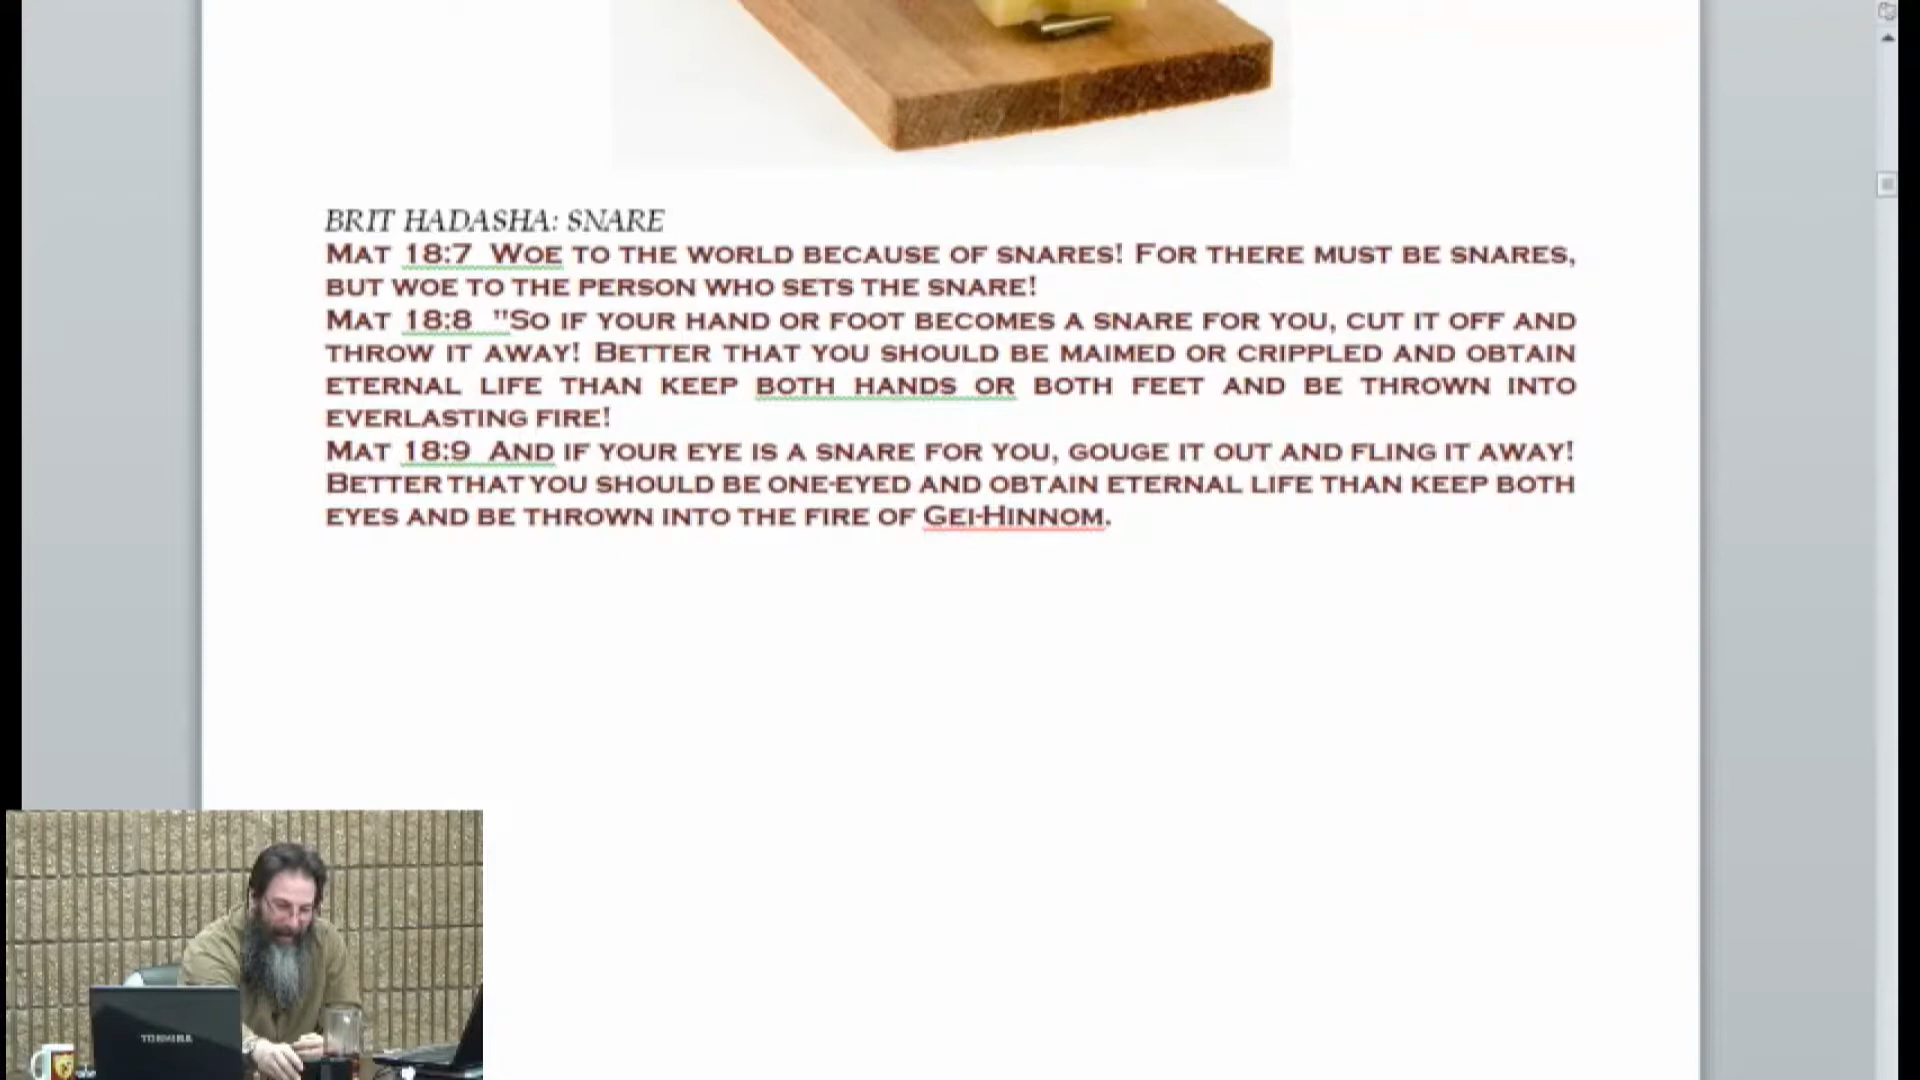 BRIT HADASHA: SNARE
MAT 18:7 WOE TO THE WORLD BECAUSE OF SNARES! FOR THERE MUST BE SNARES,
BUT WOE TO THE PERSON WHO SETS THE SNARE!
MAT 18:8 "SO IF YOUR HAND OR FOOT BECOMES A SNARE FOR YOU, CUT IT OFF AND
THROW IT AWAY! BETTER THAT YOU SHOULD BE MAIMED OR CRIPPLED AND OBTAIN
ETERNAL LIFE THAN KEEP BOTH HANDS OR BOTH FEET AND BE THROWN INTO
EVERLASTING FIRE!
MAT 18:9 AND IF YOUR EYE IS A SNARE FOR YOU, GOUGE IT OUT AND FLING IT AWAY!
BETTER THAT YOU SHOULD BE ONE-EYED AND OBTAIN ETERNAL LIFE THAN KEEP BOTH
EYES AND BE THROWN INTO THE FIRE OF GEI-HINNOM.
TOSHIBA